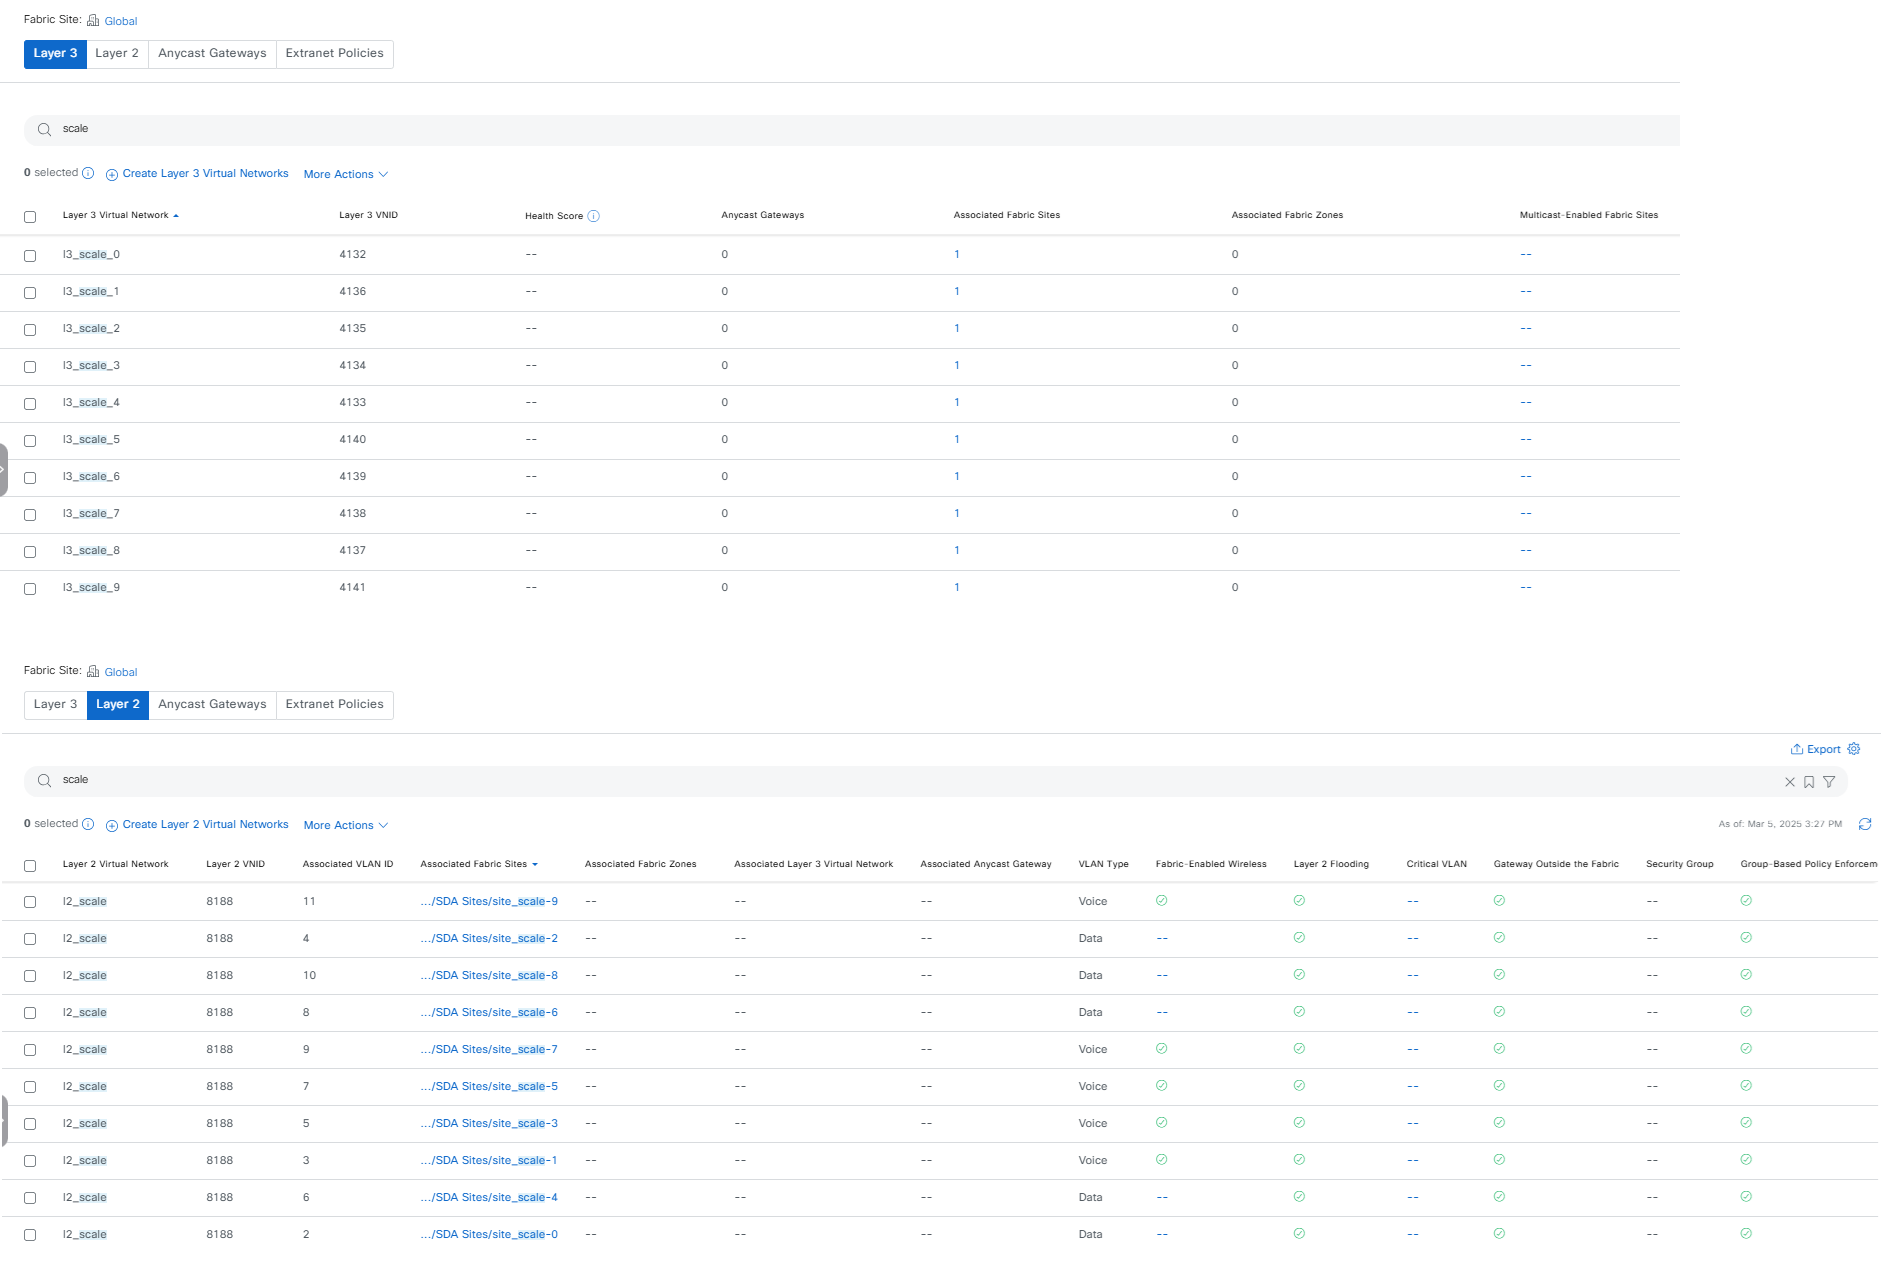 Fabric Site: Global
Layer 3 Layer 2 Anycast Gateways Extranet Policies
scale
0 selected Create Layer 3 Virtual Networks More Actions
Layer 3 Virtual Network Layer 3 VNID Health Score Anycast Gateways Associated Fabric Sites Associated Fabric Zones Multicast-Enabled Fabric Sites
l3_scale_0 4132 -- 0 1 0 --
l3_scale_1 4136 -- 0 1 0 --
l3_scale_2 4135 -- 0 1 0 --
l3_scale_3 4134 -- 0 1 0 --
l3_scale_4 4133 -- 0 1 0 --
l3_scale_5 4140 -- 0 1 0 --
l3_scale_6 4139 -- 0 1 0 --
l3_scale_7 4138 -- 0 1 0 --
l3_scale_8 4137 -- 0 1 0 --
l3_scale_9 4141 -- 0 1 0 --
Fabric Site: Global
Layer 3 Layer 2 Anycast Gateways Extranet Policies
Export
scale
0 selected Create Layer 2 Virtual Networks More Actions As of: Mar 5, 2025 3:27 PM
Layer 2 Virtual Network Layer 2 VNID Associated VLAN ID Associated Fabric Sites Associated Fabric Zones Associated Layer 3 Virtual Network Associated Anycast Gateway VLAN Type Fabric-Enabled Wireless Layer 2 Flooding Critical VLAN Gateway Outside the Fabric Security Group Group-Based Policy Enforcem
l2_scale 8188 11 .../SDA Sites/site_scale-9 -- -- -- Voice -- --
l2_scale 8188 4 .../SDA Sites/site_scale-2 -- -- -- Data -- -- --
l2_scale 8188 10 .../SDA Sites/site_scale-8 -- -- -- Data -- -- --
l2_scale 8188 8 .../SDA Sites/site_scale-6 -- -- -- Data -- -- --
l2_scale 8188 9 .../SDA Sites/site_scale-7 -- -- -- Voice -- --
l2_scale 8188 7 .../SDA Sites/site_scale-5 -- -- -- Voice -- --
l2_scale 8188 5 .../SDA Sites/site_scale-3 -- -- -- Voice -- --
l2_scale 8188 3 .../SDA Sites/site_scale-1 -- -- -- Voice -- --
l2_scale 8188 6 .../SDA Sites/site_scale-4 -- -- -- Data -- -- --
l2_scale 8188 2 .../SDA Sites/site_scale-0 -- -- -- Data -- -- --